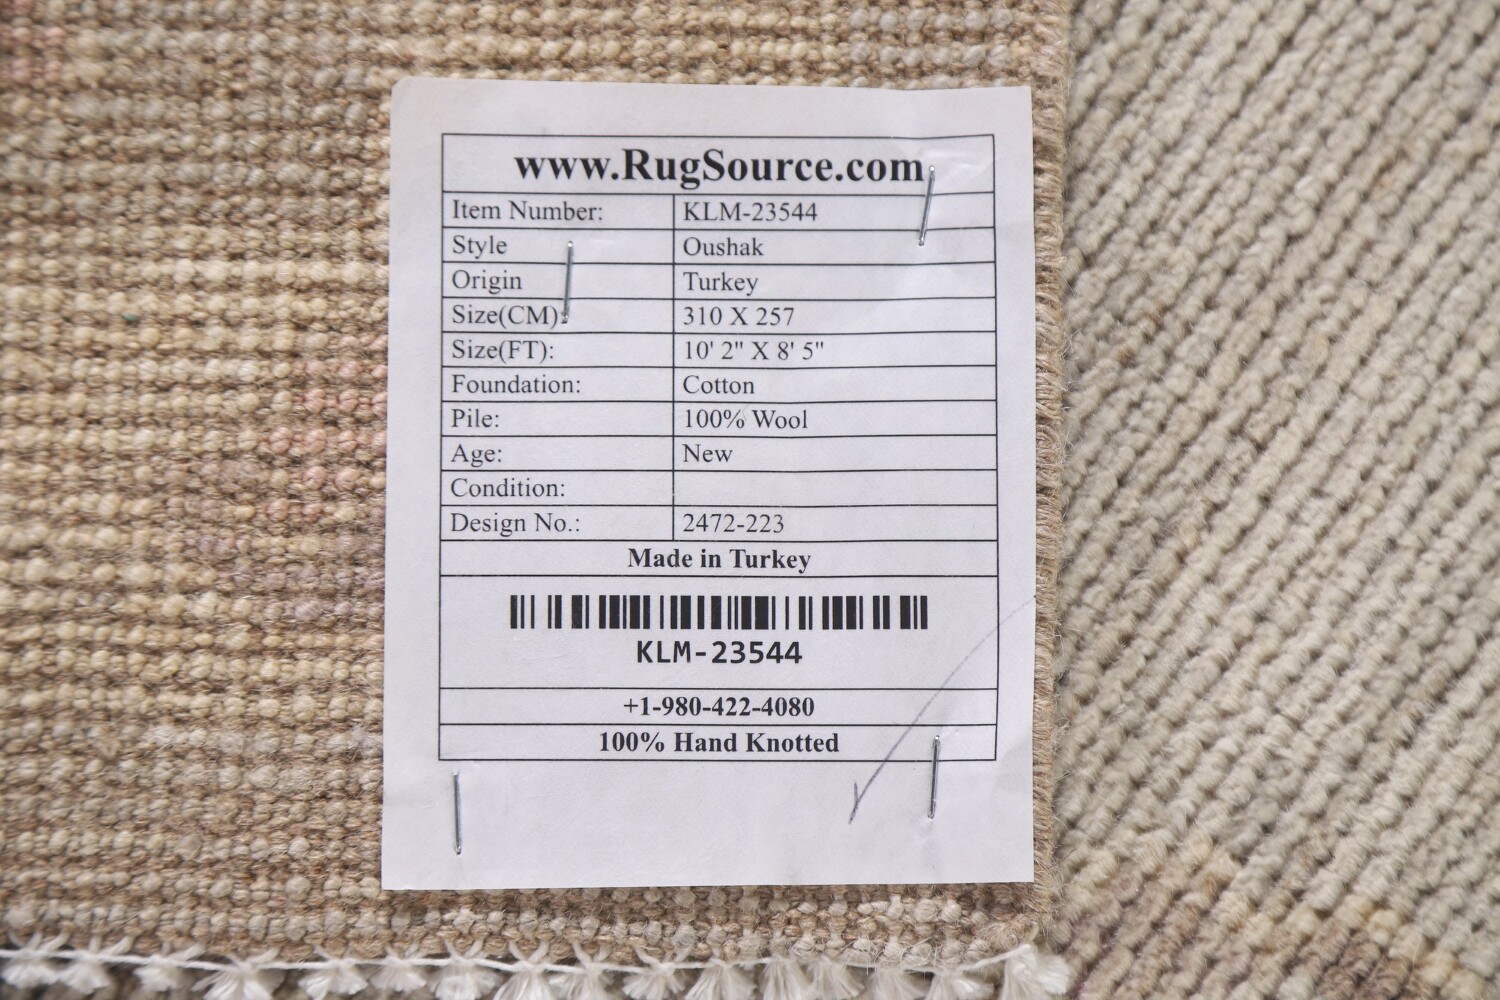 www.RugSource.com
Item Number: KLM-23544
Style Oushak
Origin Turkey
Size(CM): 310 X 257
Size(FT): 10' 2" X 8' 5"
Foundation: Cotton
Pile: 100% Wool
Age: New
Condition:
Design No.: 2472-223
Made in Turkey
KLM-23544
+1-980-422-4080
100% Hand Knotted